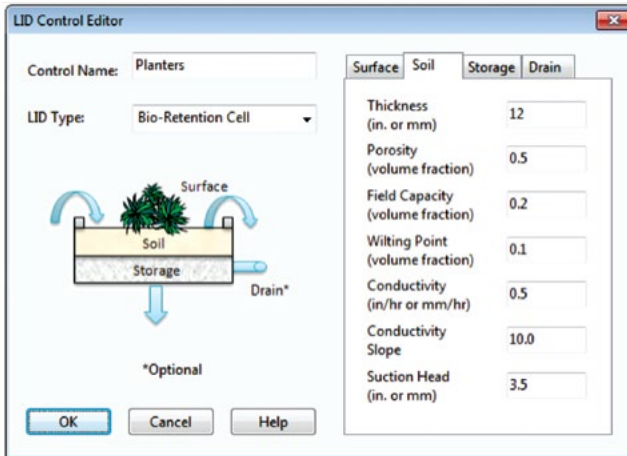 LID Control Editor
Control Name:
Planters
LID Type:
Bio-Retention Cell
Surface
Soil
Storage
Drain*
*Optional
OK
Cancel
Help
Surface
Soil
Storage
Drain
Thickness
(in. or mm)
12
Porosity
(volume fraction)
0.5
Field Capacity
(volume fraction)
0.2
Wilting Point
(volume fraction)
0.1
Conductivity
(in/hr or mm/hr)
0.5
Conductivity
Slope
10.0
Suction Head
(in. or mm)
3.5